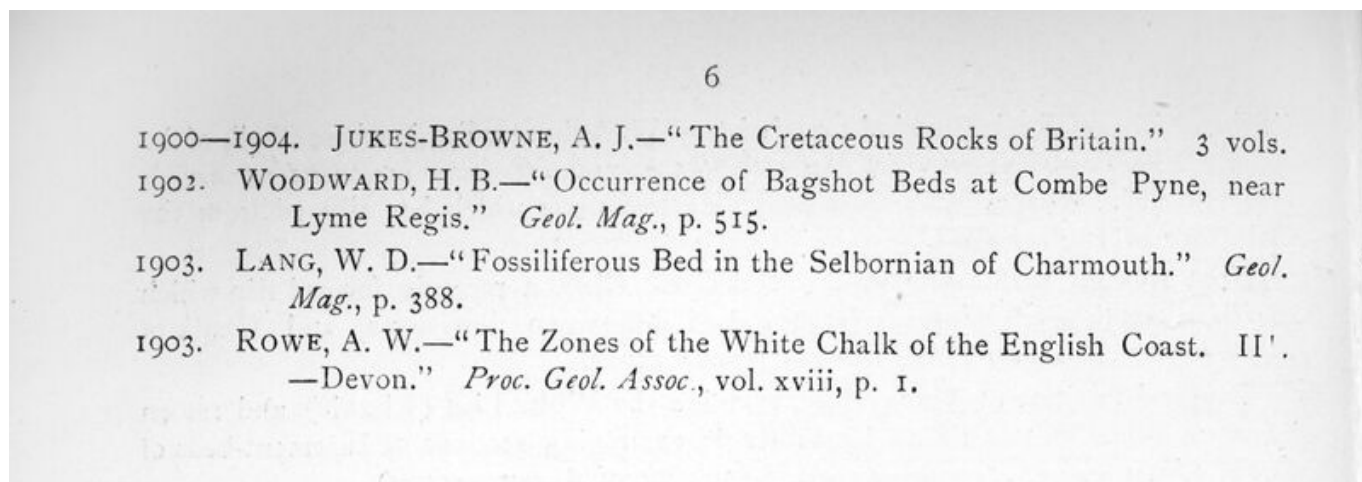 6
1900—1904. JUKES-BROWNE, A. J.—“The Cretaceous Rocks of Britain.” 3 vols.
1902. WOODWARD, H. B.—“Occurrence of Bagshot Beds at Combe Pyne, near
Lyme Regis.” Geol. Mag., p. 515.
1903. LANG, W. D.—“Fossiliferous Bed in the Selbornian of Charmouth.” Geol.
Mag., p. 388.
1903. ROWE, A. W.—“The Zones of the White Chalk of the English Coast. II'.
—Devon.” Proc. Geol. Assoc., vol. xviii, p. 1.